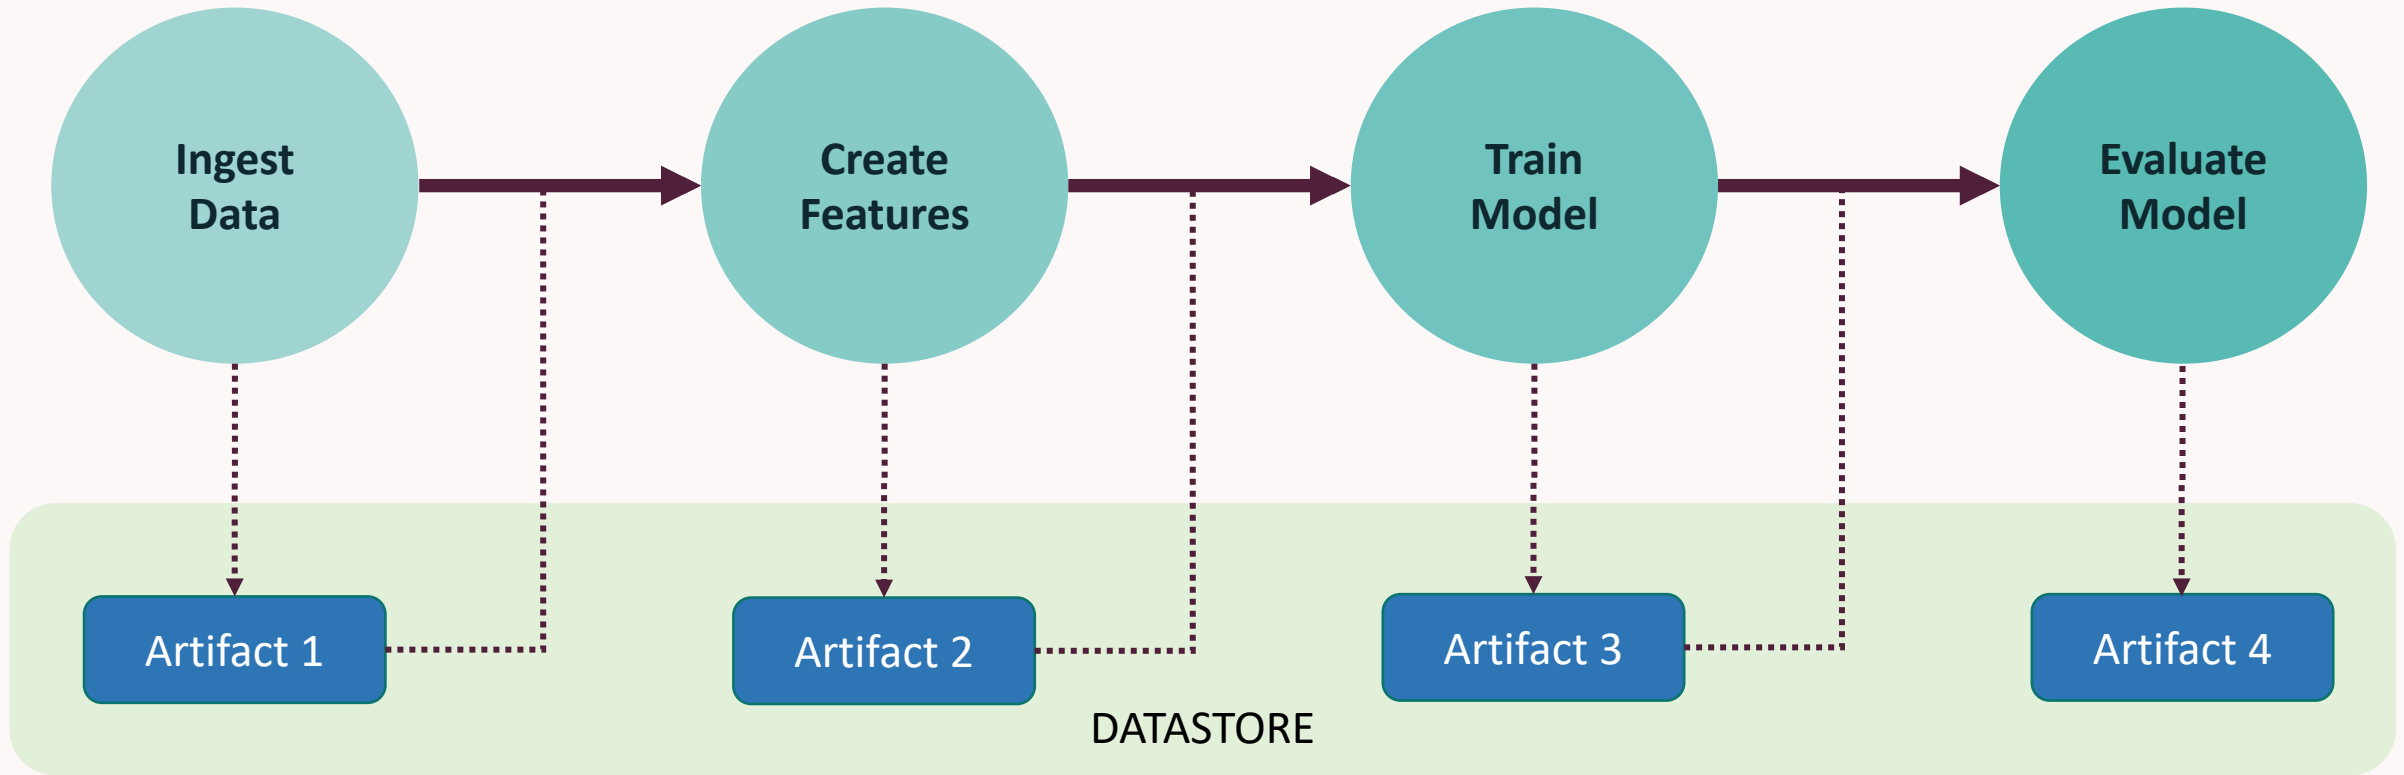 Ingest
Data
Create
Features
Train
Model
Evaluate
Model
Artifact 1
Artifact 2
Artifact 3
Artifact 4
DATASTORE